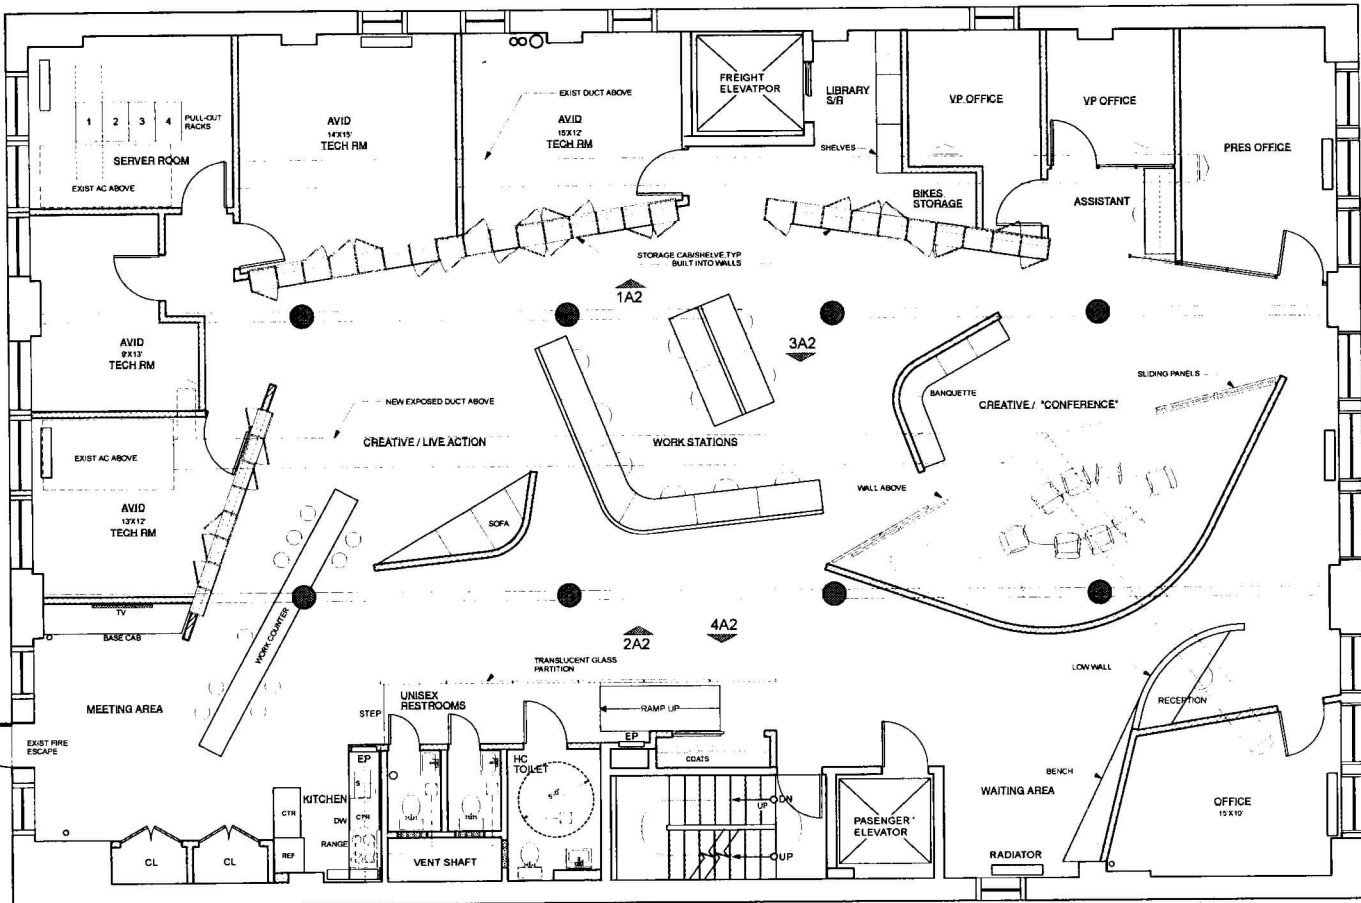 FREIGHT
ELEVATPOR
LIBRARY
S/R
VP OFFICE
VP OFFICE
EXIST DUCT ABOVE
AVID
14'X15'
TECH RM
AVID
15'X12'
TECH RM
1 2 3 4
PULL-OUT
RACKS
SERVER ROOM
EXIST AC ABOVE
SHELVES
PRES OFFICE
BIKES
STORAGE
ASSISTANT
STORAGE CAB/SHELVE,TYP
BUILT INTO WALLS
1A2
3A2
AVID
9'X13'
TECH RM
SLIDING PANELS
BANQUETTE
NEW EXPOSED DUCT ABOVE
CREATIVE / "CONFERENCE"
CREATIVE / LIVE ACTION
WORK STATIONS
EXIST AC ABOVE
WALL ABOVE
AVID
13'X12'
TECH RM
SOFA
TV
BASE CAB
WORK COUNTER
2A2
4A2
TRANSLUCENT GLASS
PARTITION
LOW WALL
UNISEX
RESTROOMS
STEP
RAMP UP
RECEPTION
MEETING AREA
EP
EXIST FIRE
ESCAPE
EP
HC
TOILET
COATS
BENCH
S
5'-0"
KITCHEN
CTR
DW
CTR
UP
DN
WAITING AREA
OFFICE
15'X10'
PASENGER
ELEVATOR
RANGE
REF
CL
CL
VENT SHAFT
UP
RADIATOR